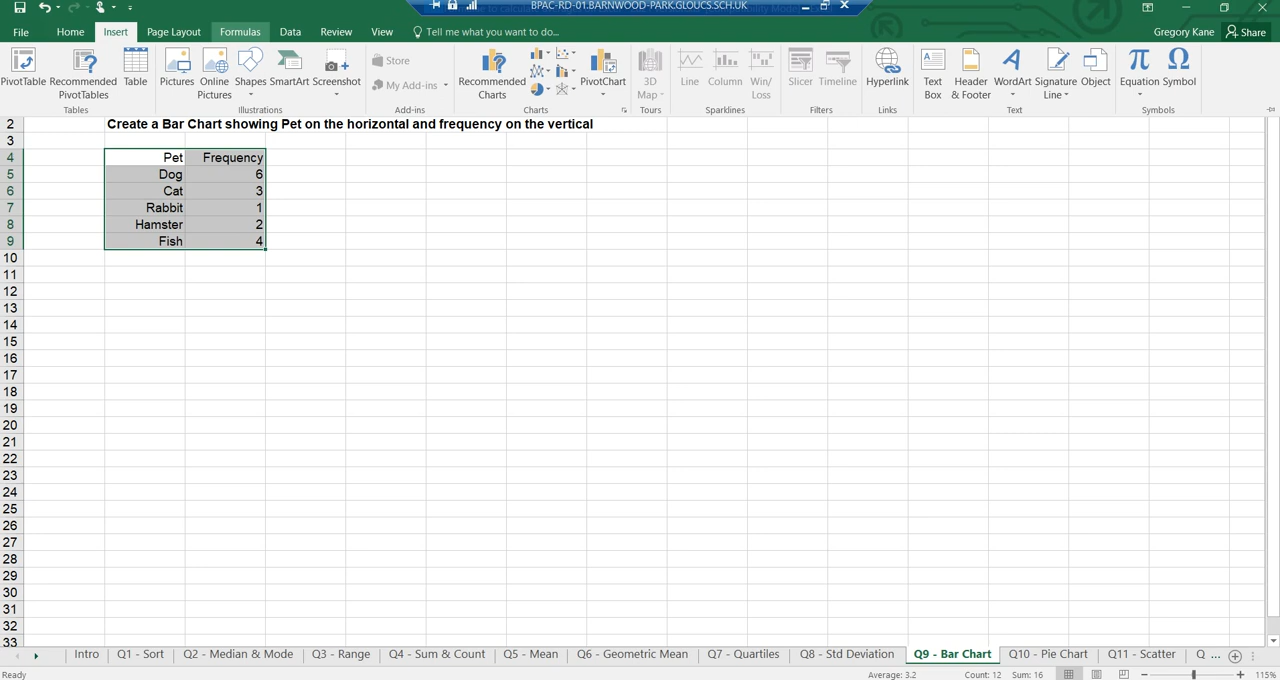 BPAC-RD-01.BARNWOOD-PARK.GLOUCS.SCH.UK
File Home Insert Page Layout Formulas Data Review View Tell me what you want to do... Gregory Kane Share
PivotTable Recommended PivotTables Table
Tables
Pictures Online Pictures Shapes SmartArt Screenshot
Illustrations
Store
My Add-ins
Add-ins
Recommended Charts PivotChart
Charts
3D Map
Tours
Line Column Win/ Loss
Sparklines
Slicer Timeline
Filters
Hyperlink
Links
Text Box Header & Footer WordArt Signature Line Object
Text
Equation Symbol
Symbols
2 Create a Bar Chart showing Pet on the horizontal and frequency on the vertical
3
4 Pet Frequency
5 Dog 6
6 Cat 3
7 Rabbit 1
8 Hamster 2
9 Fish 4
10
11
12
13
14
15
16
17
18
19
20
21
22
23
24
25
26
27
28
29
30
31
32
33
Intro Q1 - Sort Q2 - Median & Mode Q3 - Range Q4 - Sum & Count Q5 - Mean Q6 - Geometric Mean Q7 - Quartiles Q8 - Std Deviation Q9 - Bar Chart Q10 - Pie Chart Q11 - Scatter Q ...
Ready Average: 3.2 Count: 12 Sum: 16 115%